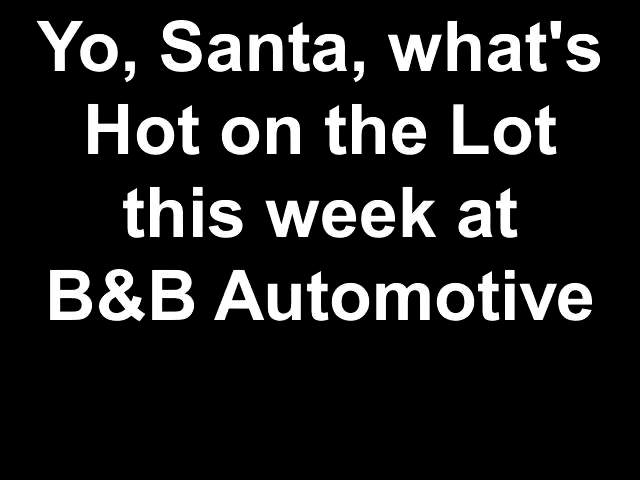 Yo, Santa, what's
Hot on the Lot
this week at
B&B Automotive